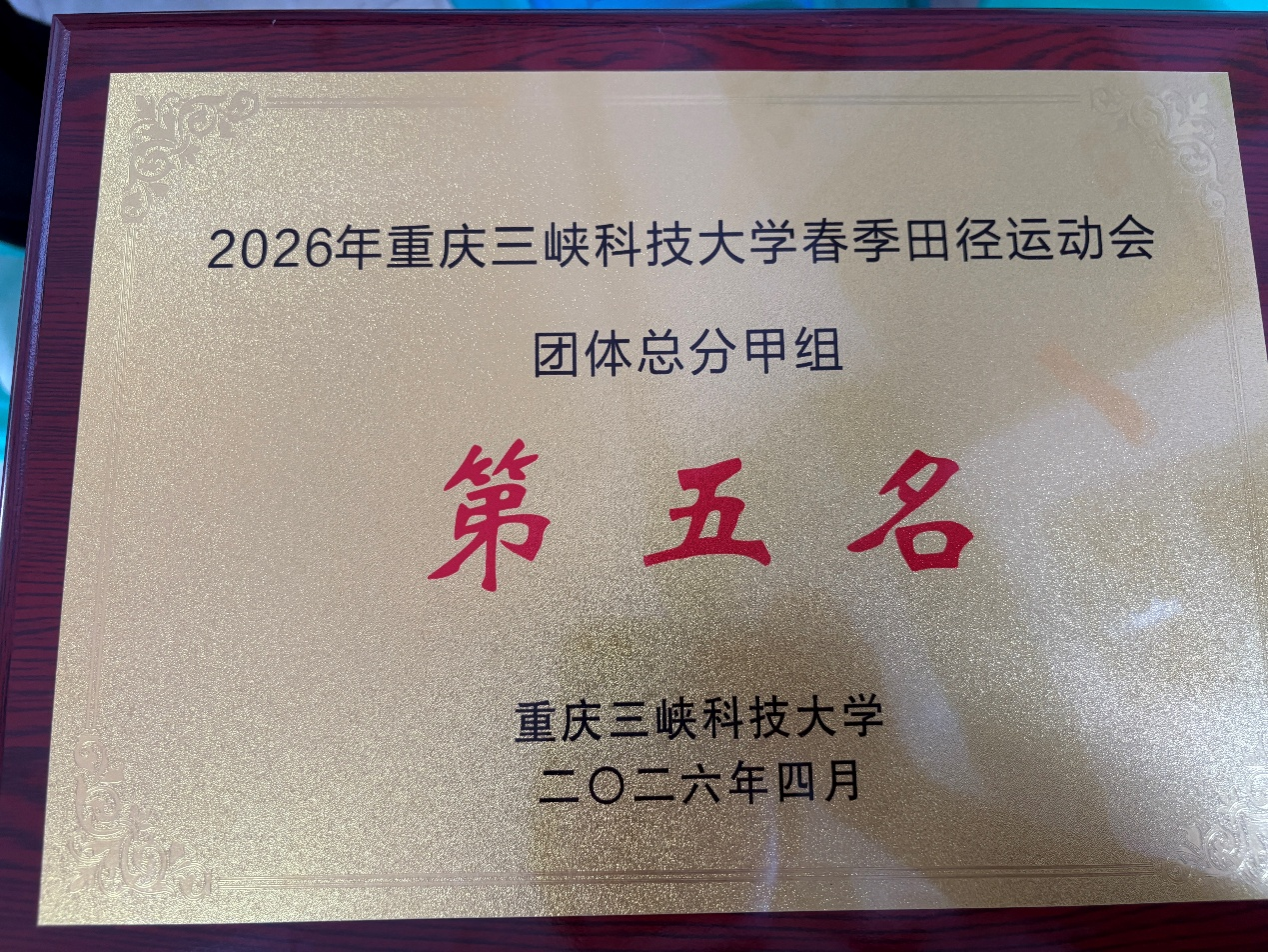 2026年重庆三峡科技大学春季田径运动会
团体总分甲组
第五名
重庆三峡科技大学
二〇二六年四月